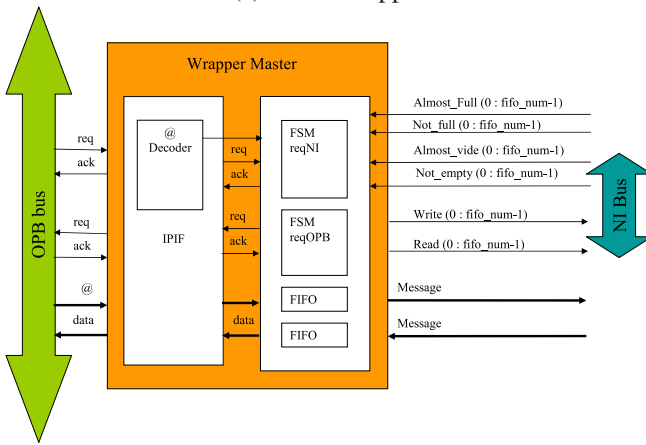 (
Wrapper Master
OPB bus
req
ack
req
ack
@
data
@
Decoder
IPIF
req
ack
req
ack
data
FSM
reqNI
FSM
reqOPB
FIFO
FIFO
Almost_Full (0 : fifo_num-1)
Not_full (0 : fifo_num-1)
Almost_vide (0 : fifo_num-1)
Not_empty (0 : fifo_num-1)
Write (0 : fifo_num-1)
Read (0 : fifo_num-1)
Message
Message
NI Bus